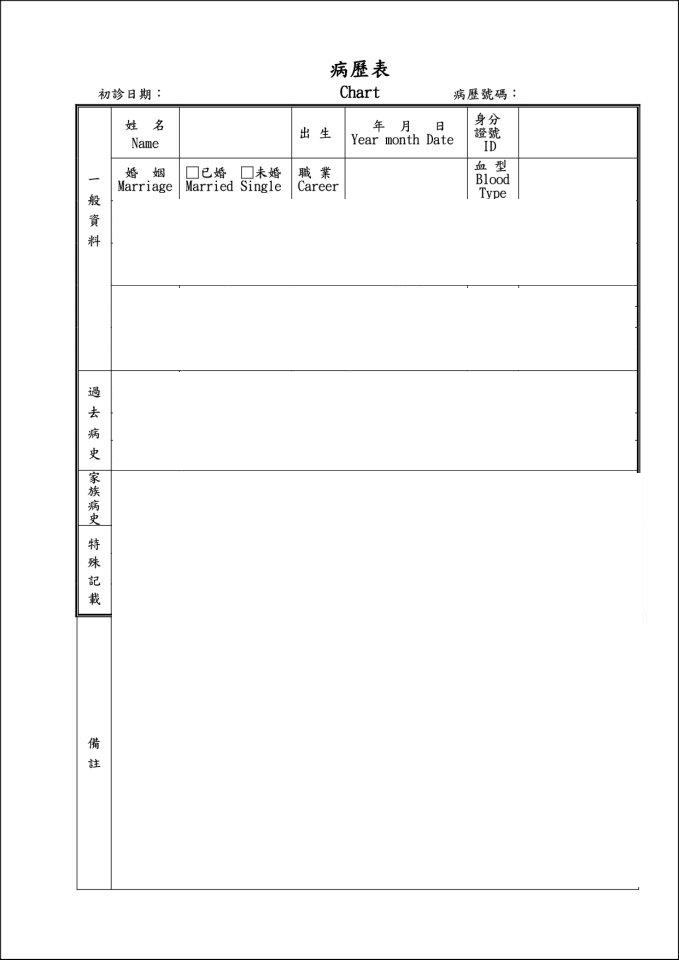 病歷表
Chart
初診日期： 病歷號碼：
一般資料
姓 名
Name
出 生
年 月 日
Year month Date
身分
證號
ID
婚 姻
Marriage
□已婚 □未婚
Married Single
職 業
Career
血 型
Blood
Type
過去病史
家族病史
特殊記載
備註